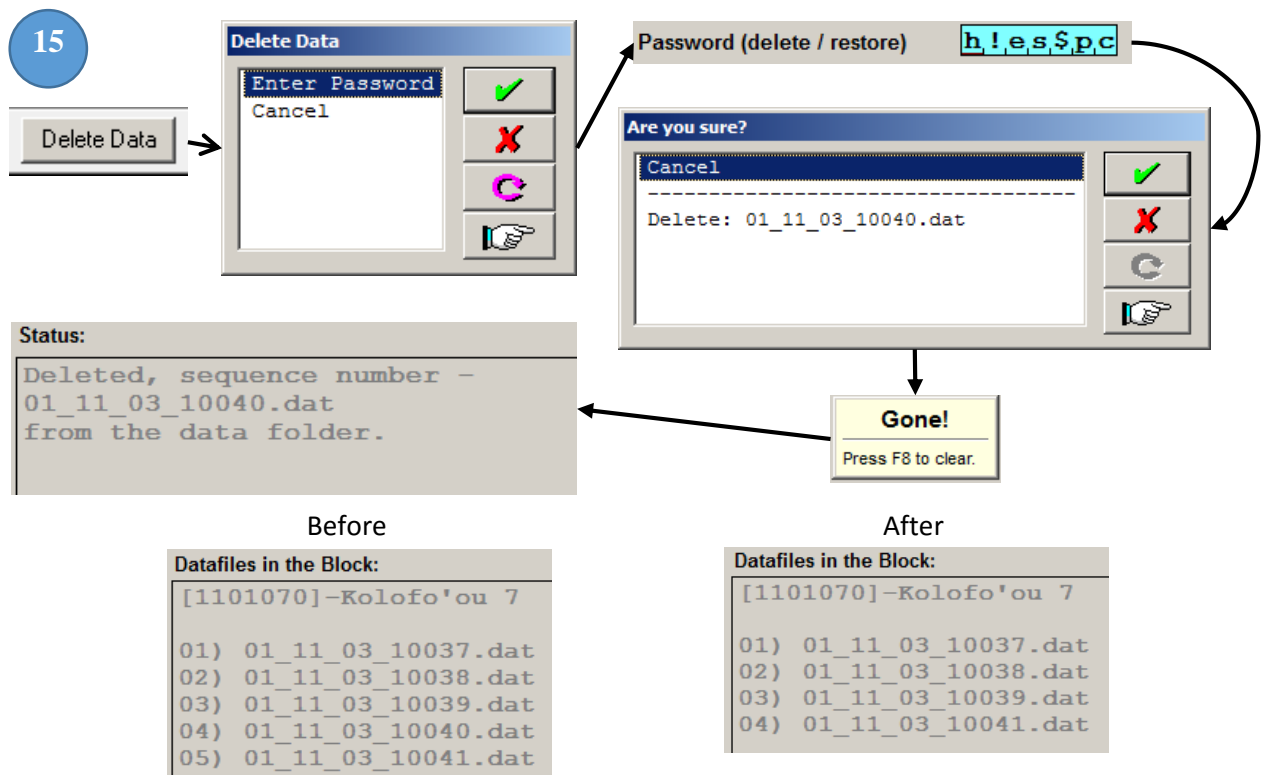 15
Delete Data
Delete Data
Enter Password
Cancel
Password (delete / restore) h!es$pc
Are you sure?
Cancel
-----------------------------------
Delete: 01_11_03_10040.dat
Gone!
Press F8 to clear.
Status:
Deleted, sequence number –
01_11_03_10040.dat
from the data folder.
Before
Datafiles in the Block:
[1101070]-Kolofo'ou 7
01) 01_11_03_10037.dat
02) 01_11_03_10038.dat
03) 01_11_03_10039.dat
04) 01_11_03_10040.dat
05) 01_11_03_10041.dat
After
Datafiles in the Block:
[1101070]-Kolofo'ou 7
01) 01_11_03_10037.dat
02) 01_11_03_10038.dat
03) 01_11_03_10039.dat
04) 01_11_03_10041.dat